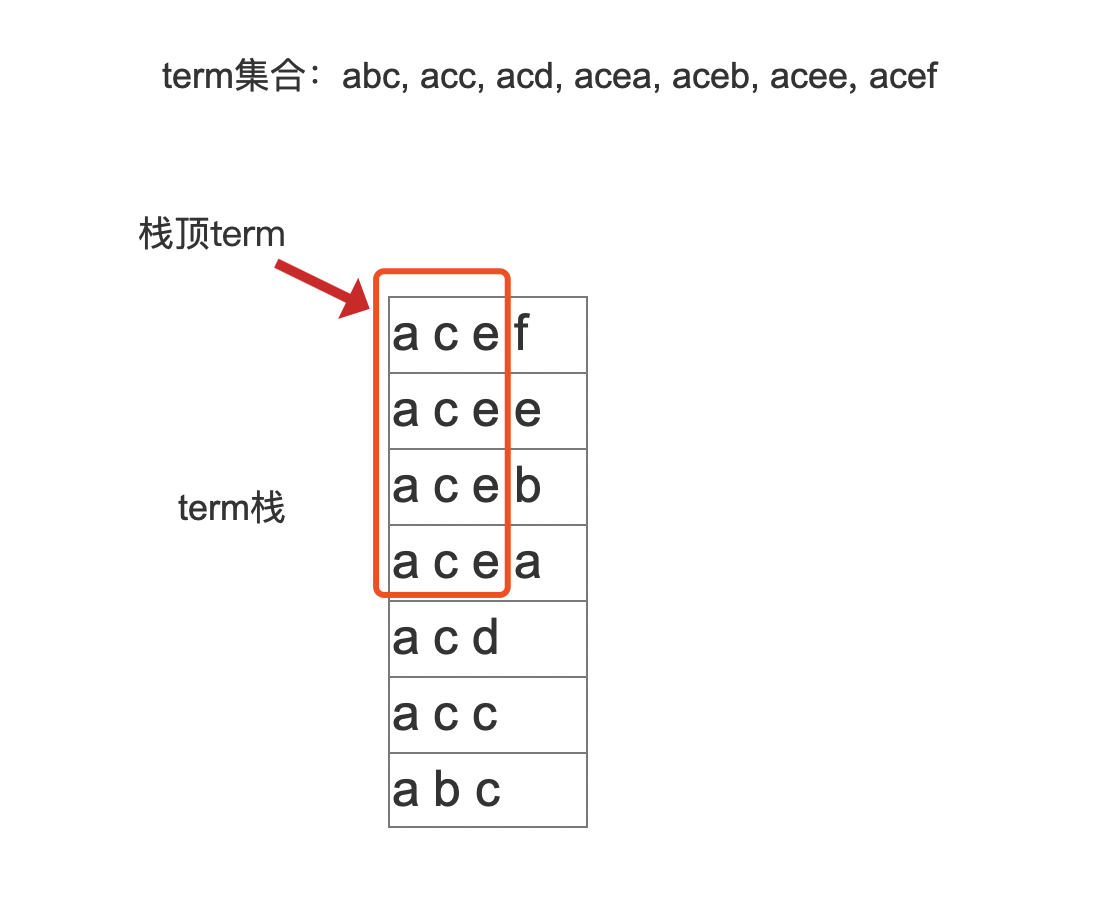 term集合：abc, acc, acd, acea, aceb, acee, acef
栈顶term
a c e f
a c e e
a c e b
term栈
a c e a
a c d
a c c
a b c